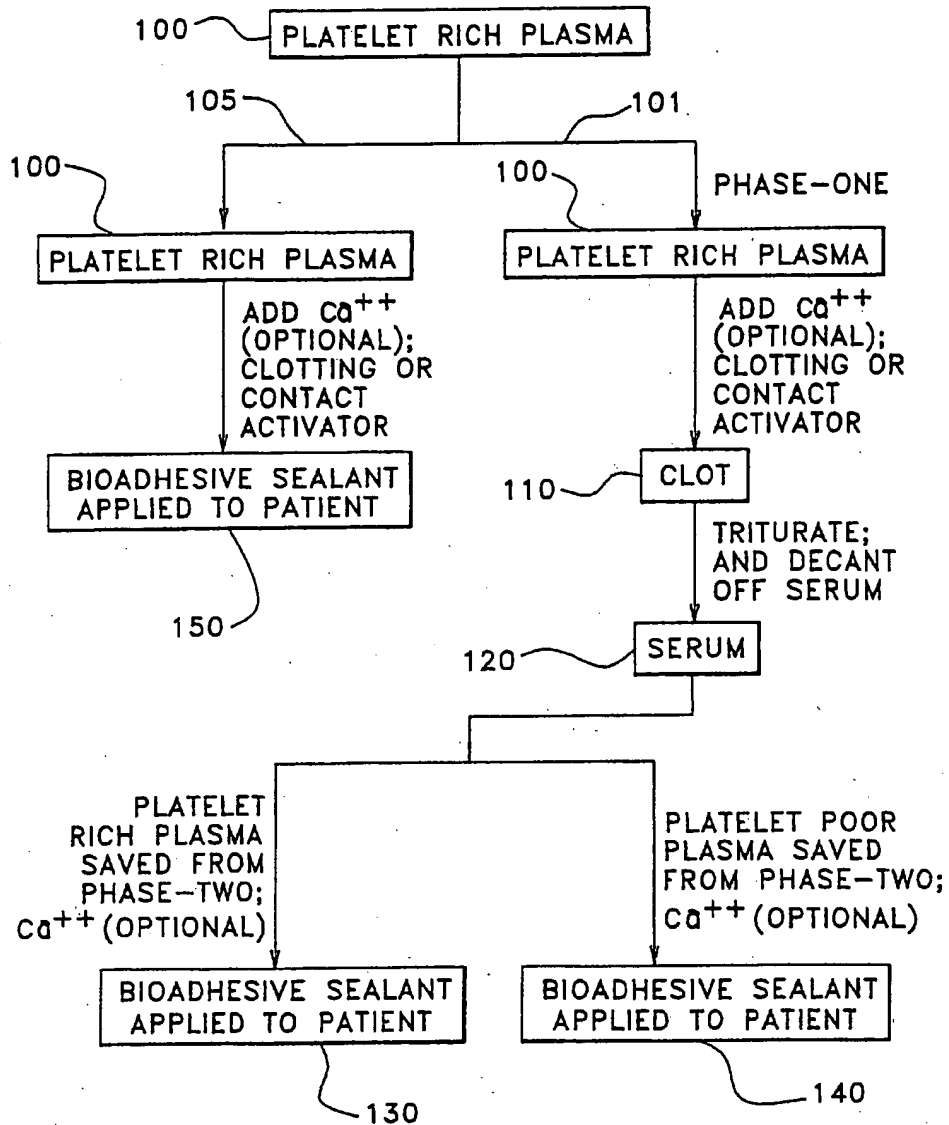 100
PLATELET RICH PLASMA
105
101
100
PLATELET RICH PLASMA
ADD Ca++
(OPTIONAL);
CLOTTING OR
CONTACT
ACTIVATOR
BIOADHESIVE SEALANT
APPLIED TO PATIENT
150
PHASE-ONE
100
PLATELET RICH PLASMA
ADD Ca++
(OPTIONAL);
CLOTTING OR
CONTACT
ACTIVATOR
110
CLOT
TRITURATE;
AND DECANT
OFF SERUM
120
SERUM
PLATELET
RICH PLASMA
SAVED FROM
PHASE-TWO;
Ca++ (OPTIONAL)
BIOADHESIVE SEALANT
APPLIED TO PATIENT
130
PLATELET POOR
PLASMA SAVED
FROM PHASE-TWO;
Ca++ (OPTIONAL)
BIOADHESIVE SEALANT
APPLIED TO PATIENT
140